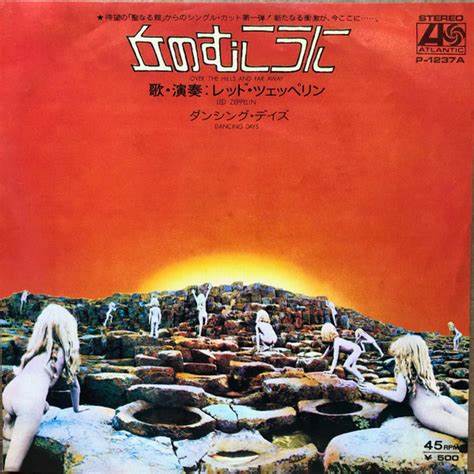 ★待望の「聖なる館」からのシングル・カット第一弾！新たなる衝激が、今ここに……。
丘のむこうに
OVER THE HILLS AND FAR AWAY
歌・演奏：レッド・ツェッペリン
LED ZEPPELIN
ダンシング・デイズ
DANCING DAYS
STEREO
ATLANTIC
P-1237A
45RPM
￥500